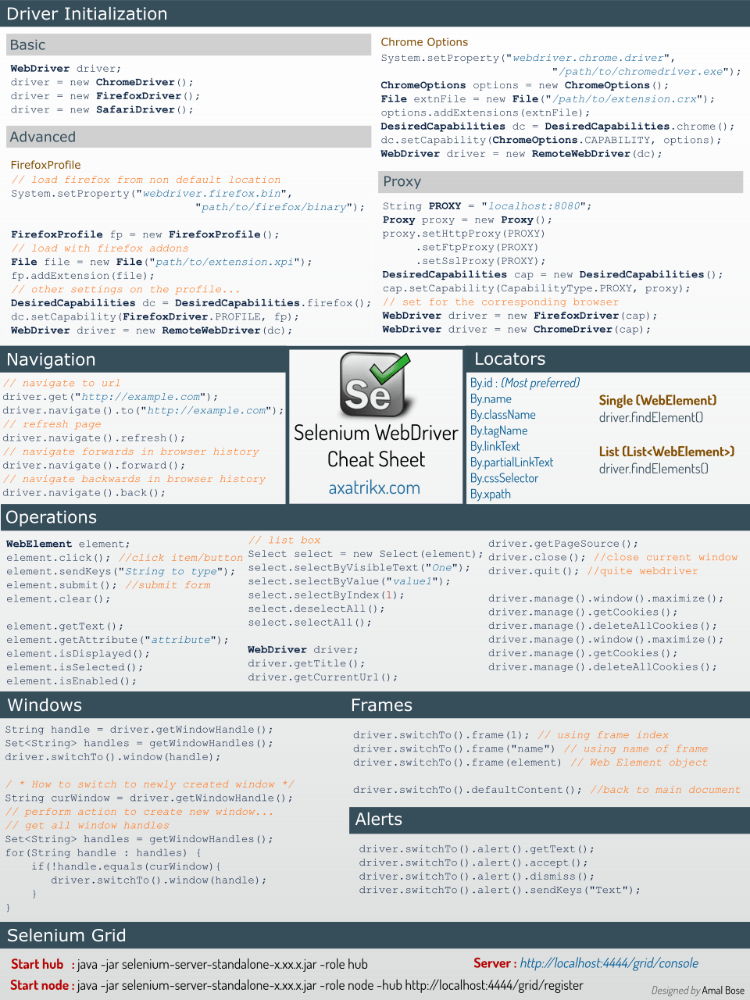 Driver Initialization
Basic
WebDriver driver;
driver = new ChromeDriver();
driver = new FirefoxDriver();
driver = new SafariDriver();
Advanced
FirefoxProfile
// load firefox from non default location
System.setProperty("webdriver.firefox.bin",
"path/to/firefox/binary");
FirefoxProfile fp = new FirefoxProfile();
// load with firefox addons
File file = new File("path/to/extension.xpi");
fp.addExtension(file);
// other settings on the profile...
DesiredCapabilities dc = DesiredCapabilities.firefox();
dc.setCapability(FirefoxDriver.PROFILE, fp);
WebDriver driver = new RemoteWebDriver(dc);
Chrome Options
System.setProperty("webdriver.chrome.driver",
"/path/to/chromedriver.exe");
ChromeOptions options = new ChromeOptions();
File extnFile = new File("/path/to/extension.crx");
options.addExtensions(extnFile);
DesiredCapabilities dc = DesiredCapabilities.chrome();
dc.setCapability(ChromeOptions.CAPABILITY, options);
WebDriver driver = new RemoteWebDriver(dc);
Proxy
String PROXY = "localhost:8080";
Proxy proxy = new Proxy();
proxy.setHttpProxy(PROXY)
.setFtpProxy(PROXY)
.setSslProxy(PROXY);
DesiredCapabilities cap = new DesiredCapabilities();
cap.setCapability(CapabilityType.PROXY, proxy);
// set for the corresponding browser
WebDriver driver = new FirefoxDriver(cap);
WebDriver driver = new ChromeDriver(cap);
Navigation
// navigate to url
driver.get("http://example.com");
driver.navigate().to("http://example.com");
// refresh page
driver.navigate().refresh();
// navigate forwards in browser history
driver.navigate().forward();
// navigate backwards in browser history
driver.navigate().back();
Se
Selenium WebDriver
Cheat Sheet
axatrikx.com
Locators
By.id : (Most preferred)
By.name
By.className
By.tagName
By.linkText
By.partialLinkText
By.cssSelector
By.xpath
Single (WebElement)
driver.findElement()
List (List<WebElement>)
driver.findElements()
Operations
WebElement element;
element.click(); //click item/button
element.sendKeys("String to type");
element.submit(); //submit form
element.clear();
element.getText();
element.getAttribute("attribute");
element.isDisplayed();
element.isSelected();
element.isEnabled();
// list box
Select select = new Select(element);
select.selectByVisibleText("One");
select.selectByValue("value1");
select.selectByIndex(1);
select.deselectAll();
select.selectAll();
WebDriver driver;
driver.getTitle();
driver.getCurrentUrl();
driver.getPageSource();
driver.close(); //close current window
driver.quit(); //quite webdriver
driver.manage().window().maximize();
driver.manage().getCookies();
driver.manage().deleteAllCookies();
driver.manage().window().maximize();
driver.manage().getCookies();
driver.manage().deleteAllCookies();
Windows
String handle = driver.getWindowHandle();
Set<String> handles = getWindowHandles();
driver.switchTo().window(handle);
/ * How to switch to newly created window */
String curWindow = driver.getWindowHandle();
// perform action to create new window...
// get all window handles
Set<String> handles = getWindowHandles();
for(String handle : handles) {
if(!handle.equals(curWindow){
driver.switchTo().window(handle);
}
}
Frames
driver.switchTo().frame(1); // using frame index
driver.switchTo().frame("name") // using name of frame
driver.switchTo().frame(element) // Web Element object
driver.switchTo().defaultContent(); //back to main document
Alerts
driver.switchTo().alert().getText();
driver.switchTo().alert().accept();
driver.switchTo().alert().dismiss();
driver.switchTo().alert().sendKeys("Text");
Selenium Grid
Start hub : java -jar selenium-server-standalone-x.xx.x.jar -role hub
Server : http://localhost:4444/grid/console
Start node : java -jar selenium-server-standalone-x.xx.x.jar -role node -hub http://localhost:4444/grid/register
Designed by Amal Bose